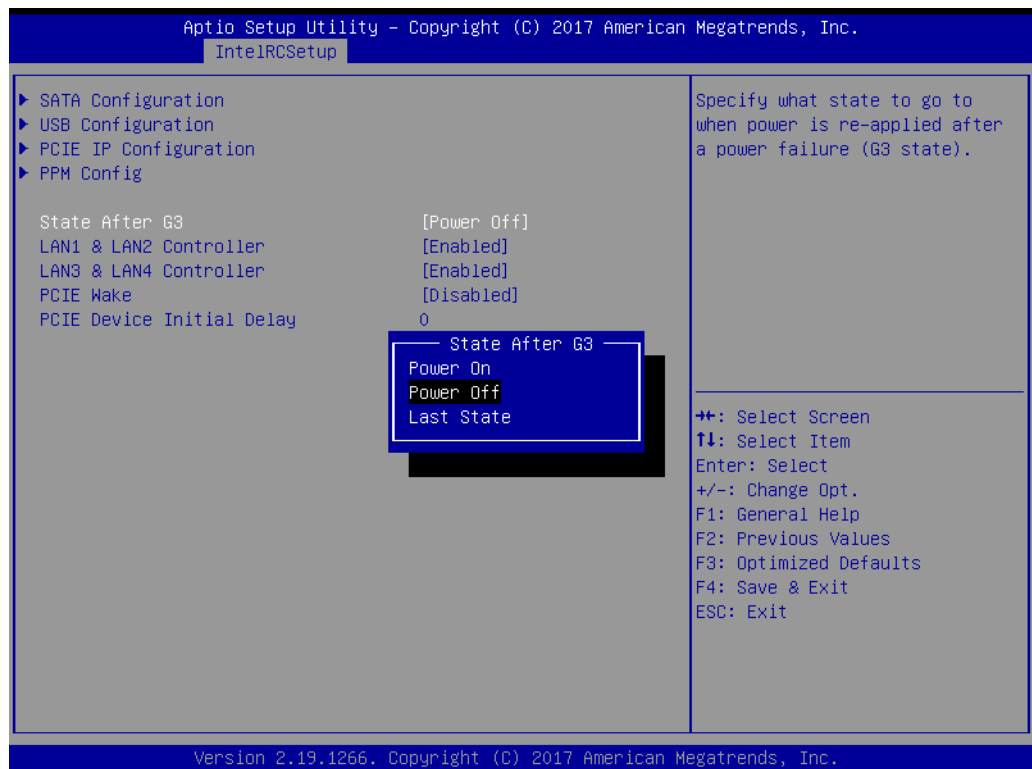 Aptio Setup Utility – Copyright (C) 2017 American Megatrends, Inc.
IntelRCSetup
▶ SATA Configuration
▶ USB Configuration
▶ PCIE IP Configuration
▶ PPM Config
State After G3 [Power Off]
LAN1 & LAN2 Controller [Enabled]
LAN3 & LAN4 Controller [Enabled]
PCIE Wake [Disabled]
PCIE Device Initial Delay 0
State After G3
Power On
Power Off
Last State
Specify what state to go to
when power is re-applied after
a power failure (G3 state).
→←: Select Screen
↑↓: Select Item
Enter: Select
+/-: Change Opt.
F1: General Help
F2: Previous Values
F3: Optimized Defaults
F4: Save & Exit
ESC: Exit
Version 2.19.1266. Copyright (C) 2017 American Megatrends, Inc.